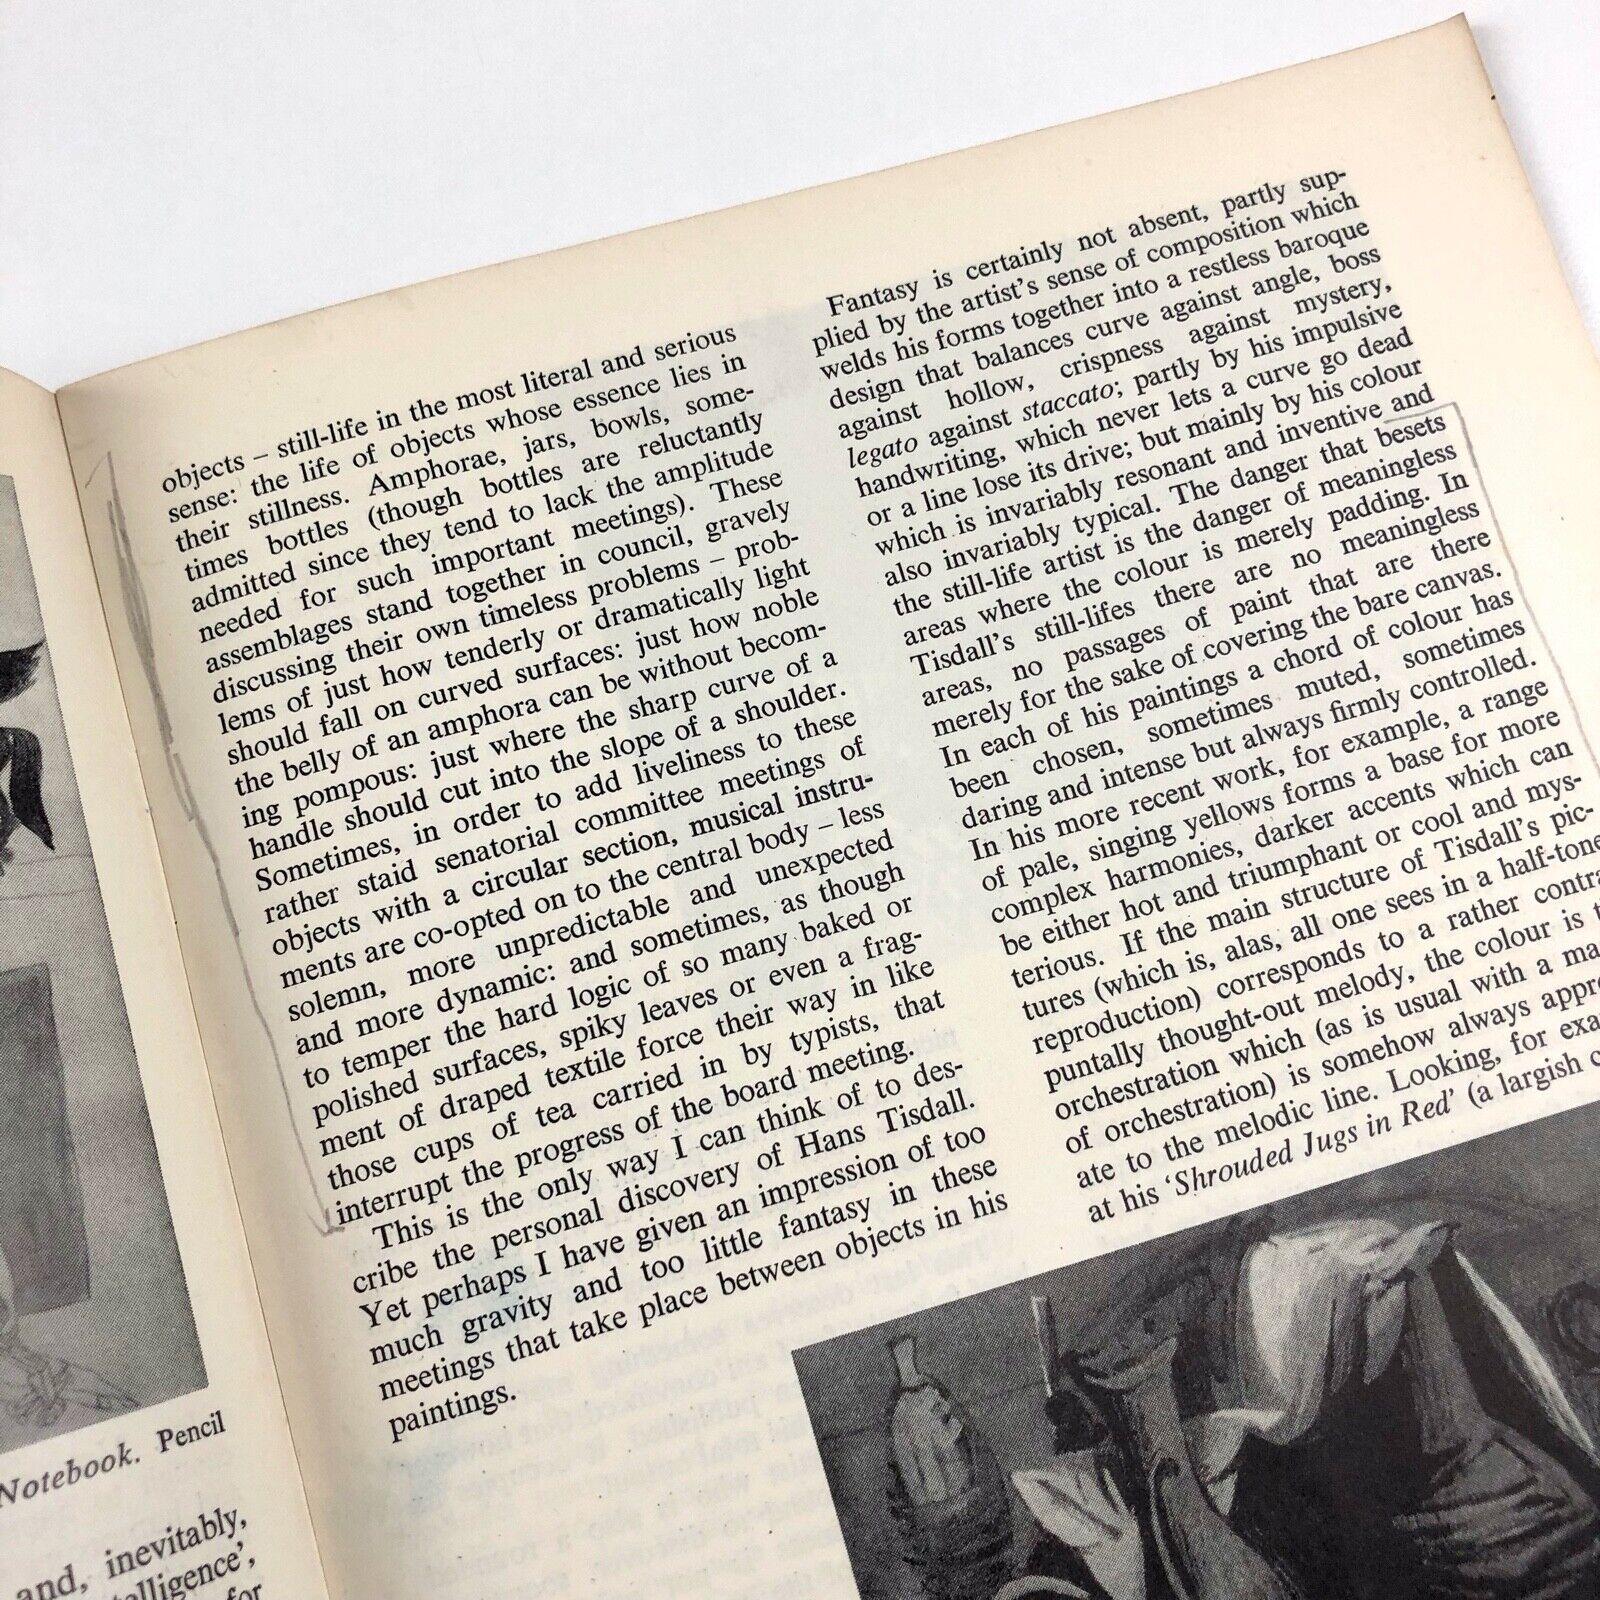 objects – still-life in the most literal and serious
sense: the life of objects whose essence lies in
their stillness. Amphorae, jars, bowls, some-
times bottles (though bottles are reluctantly
admitted since they tend to lack the amplitude
needed for such important meetings). These
assemblages stand together in council, gravely
discussing their own timeless problems – prob-
lems of just how tenderly or dramatically light
should fall on curved surfaces: just how noble
the belly of an amphora can be without becom-
ing pompous: just where the sharp curve of a
handle should cut into the slope of a shoulder.
Sometimes, in order to add liveliness to these
rather staid senatorial committee meetings of
objects with a circular section, musical instru-
ments are co-opted on to the central body – less
solemn, more unpredictable and unexpected
and more dynamic: and sometimes, as though
to temper the hard logic of so many baked or
polished surfaces, spiky leaves or even a frag-
ment of draped textile force their way in like
those cups of tea carried in by typists, that
interrupt the progress of the board meeting.
This is the only way I can think of to des-
cribe the personal discovery of Hans Tisdall.
Yet perhaps I have given an impression of too
much gravity and too little fantasy in these
meetings that take place between objects in his
paintings.
Fantasy is certainly not absent, partly sup-
plied by the artist's sense of composition which
welds his forms together into a restless baroque
design that balances curve against angle, boss
against hollow, crispness against mystery,
legato against staccato; partly by his impulsive
handwriting, which never lets a curve go dead
or a line lose its drive; but mainly by his colour
which is invariably resonant and inventive and
also invariably typical. The danger that besets
the still-life artist is the danger of meaningless
areas where the colour is merely padding. In
Tisdall's still-lifes there are no meaningless
areas, no passages of paint that are there
merely for the sake of covering the bare canvas.
In each of his paintings a chord of colour has
been chosen, sometimes muted, sometimes
daring and intense but always firmly controlled.
In his more recent work, for example, a range
of pale, singing yellows forms a base for more
complex harmonies, darker accents which can
be either hot and triumphant or cool and mys-
terious. If the main structure of Tisdall's pic-
tures (which is, alas, all one sees in a half-tone
reproduction) corresponds to a rather contra
puntally thought-out melody, the colour is t
orchestration which (as is usual with a ma
of orchestration) is somehow always appro
ate to the melodic line. Looking, for exa
at his 'Shrouded Jugs in Red' (a largish c
Notebook. Pencil
and, inevitably,
telligence',
for